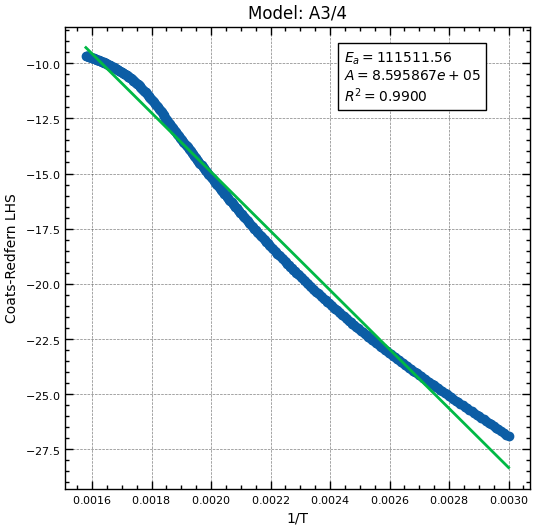 Model: A3/4
E_a = 111511.56
A = 8.595867e + 05
R^2 = 0.9900
−10.0
−12.5
−15.0
−17.5
−20.0
−22.5
−25.0
−27.5
Coats-Redfern LHS
0.0016 0.0018 0.0020 0.0022 0.0024 0.0026 0.0028 0.0030
1/T